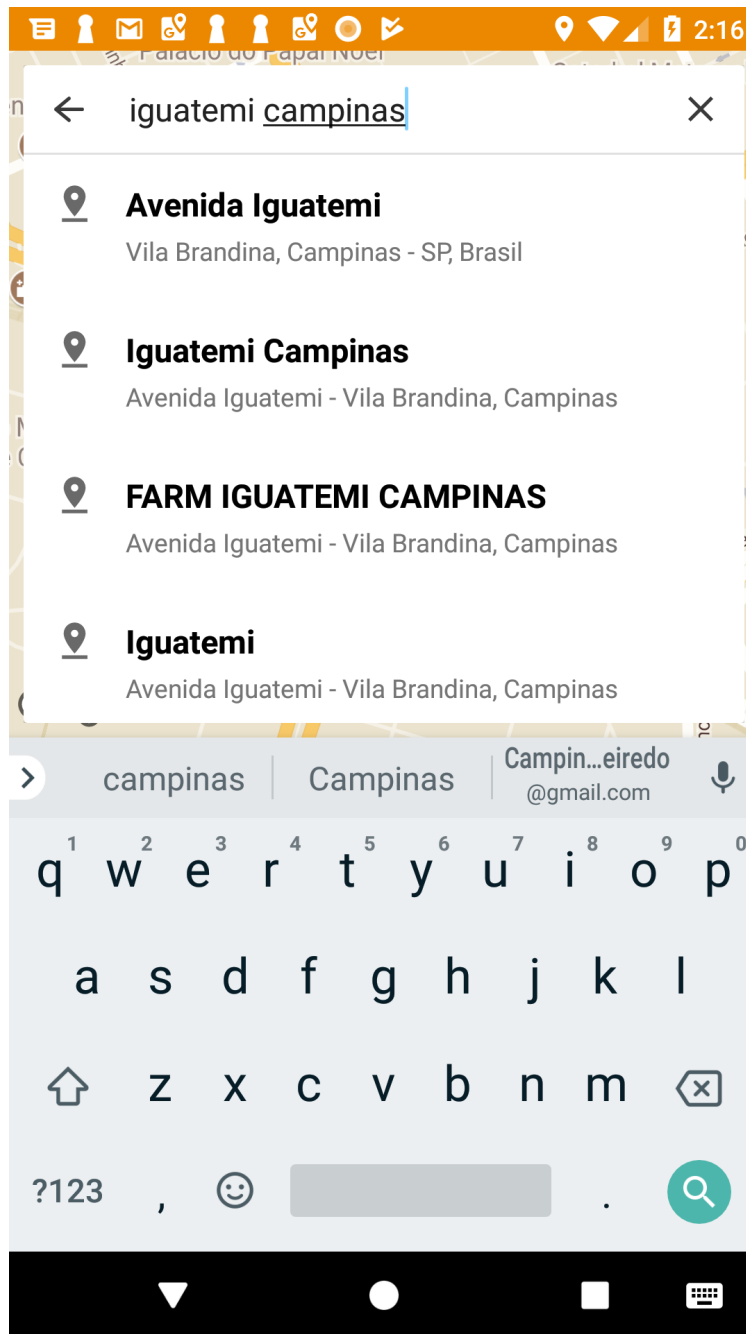 2:16
Palácio do Papai Noel
iguatemi campinas
Avenida Iguatemi
Vila Brandina, Campinas - SP, Brasil
Iguatemi Campinas
Avenida Iguatemi - Vila Brandina, Campinas
FARM IGUATEMI CAMPINAS
Avenida Iguatemi - Vila Brandina, Campinas
Iguatemi
Avenida Iguatemi - Vila Brandina, Campinas
campinas Campinas Campin...eiredo
@gmail.com
1 2 3 4 5 6 7 8 9 0
q w e r t y u i o p
a s d f g h j k l
z x c v b n m
?123 , .